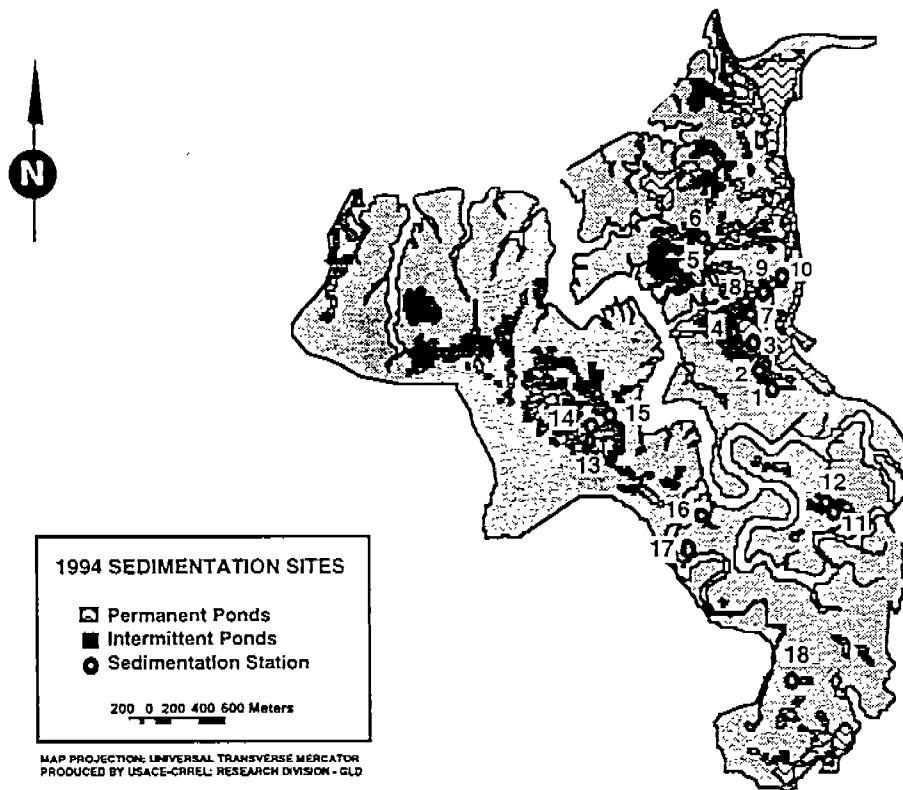 N
6
5
9
10
8
7
4
3
2
1
15
14
13
12
11
16
17
18
1994 SEDIMENTATION SITES
Permanent Ponds
Intermittent Ponds
Sedimentation Station
200 0 200 400 600 Meters
MAP PROJECTION: UNIVERSAL TRANSVERSE MERCATOR
PRODUCED BY USACE-CRREL: RESEARCH DIVISION - GLD